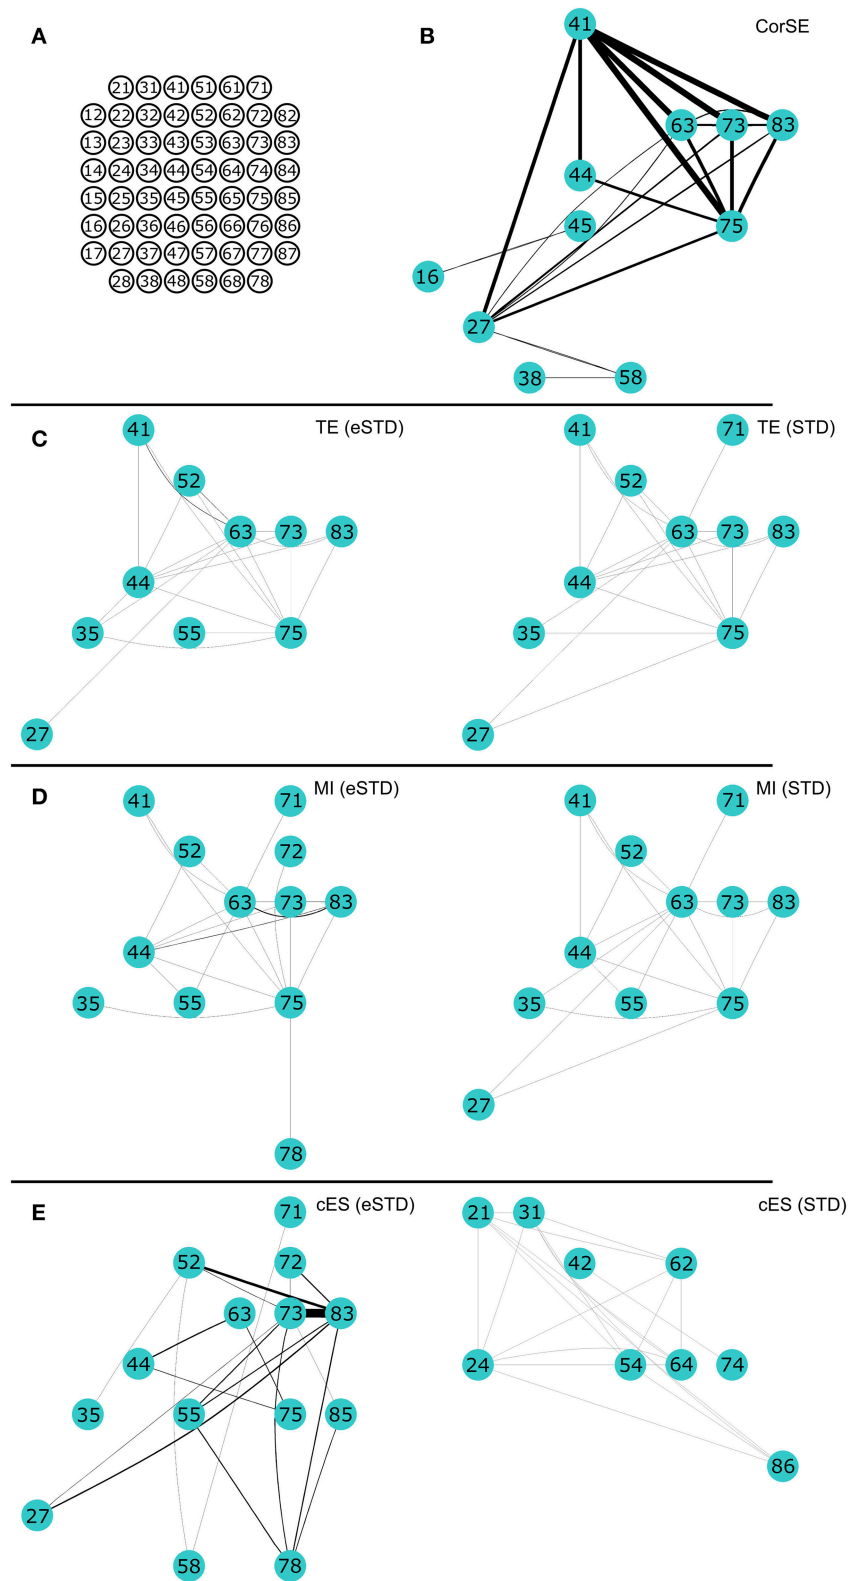 A
21 31 41 51 61 71
12 22 32 42 52 62 72 82
13 23 33 43 53 63 73 83
14 24 34 44 54 64 74 84
15 25 35 45 55 65 75 85
16 26 36 46 56 66 76 86
17 27 37 47 57 67 77 87
28 38 48 58 68 78
B
CorSE
41
63 73 83
44
45 75
16
27
38 58
C
TE (eSTD)
41
52
63 73 83
44
35 55 75
27
TE (STD)
41 71
52
63 73 83
44
35 75
27
D
MI (eSTD)
41 71
52 72
63 73 83
44
35 55 75
78
MI (STD)
41 71
52
63 73 83
44
35 55 75
27
E
cES (eSTD)
71
52 72
63 73 83
44
35 55 75 85
27
58 78
cES (STD)
21 31
42 62
24 54 64 74
86